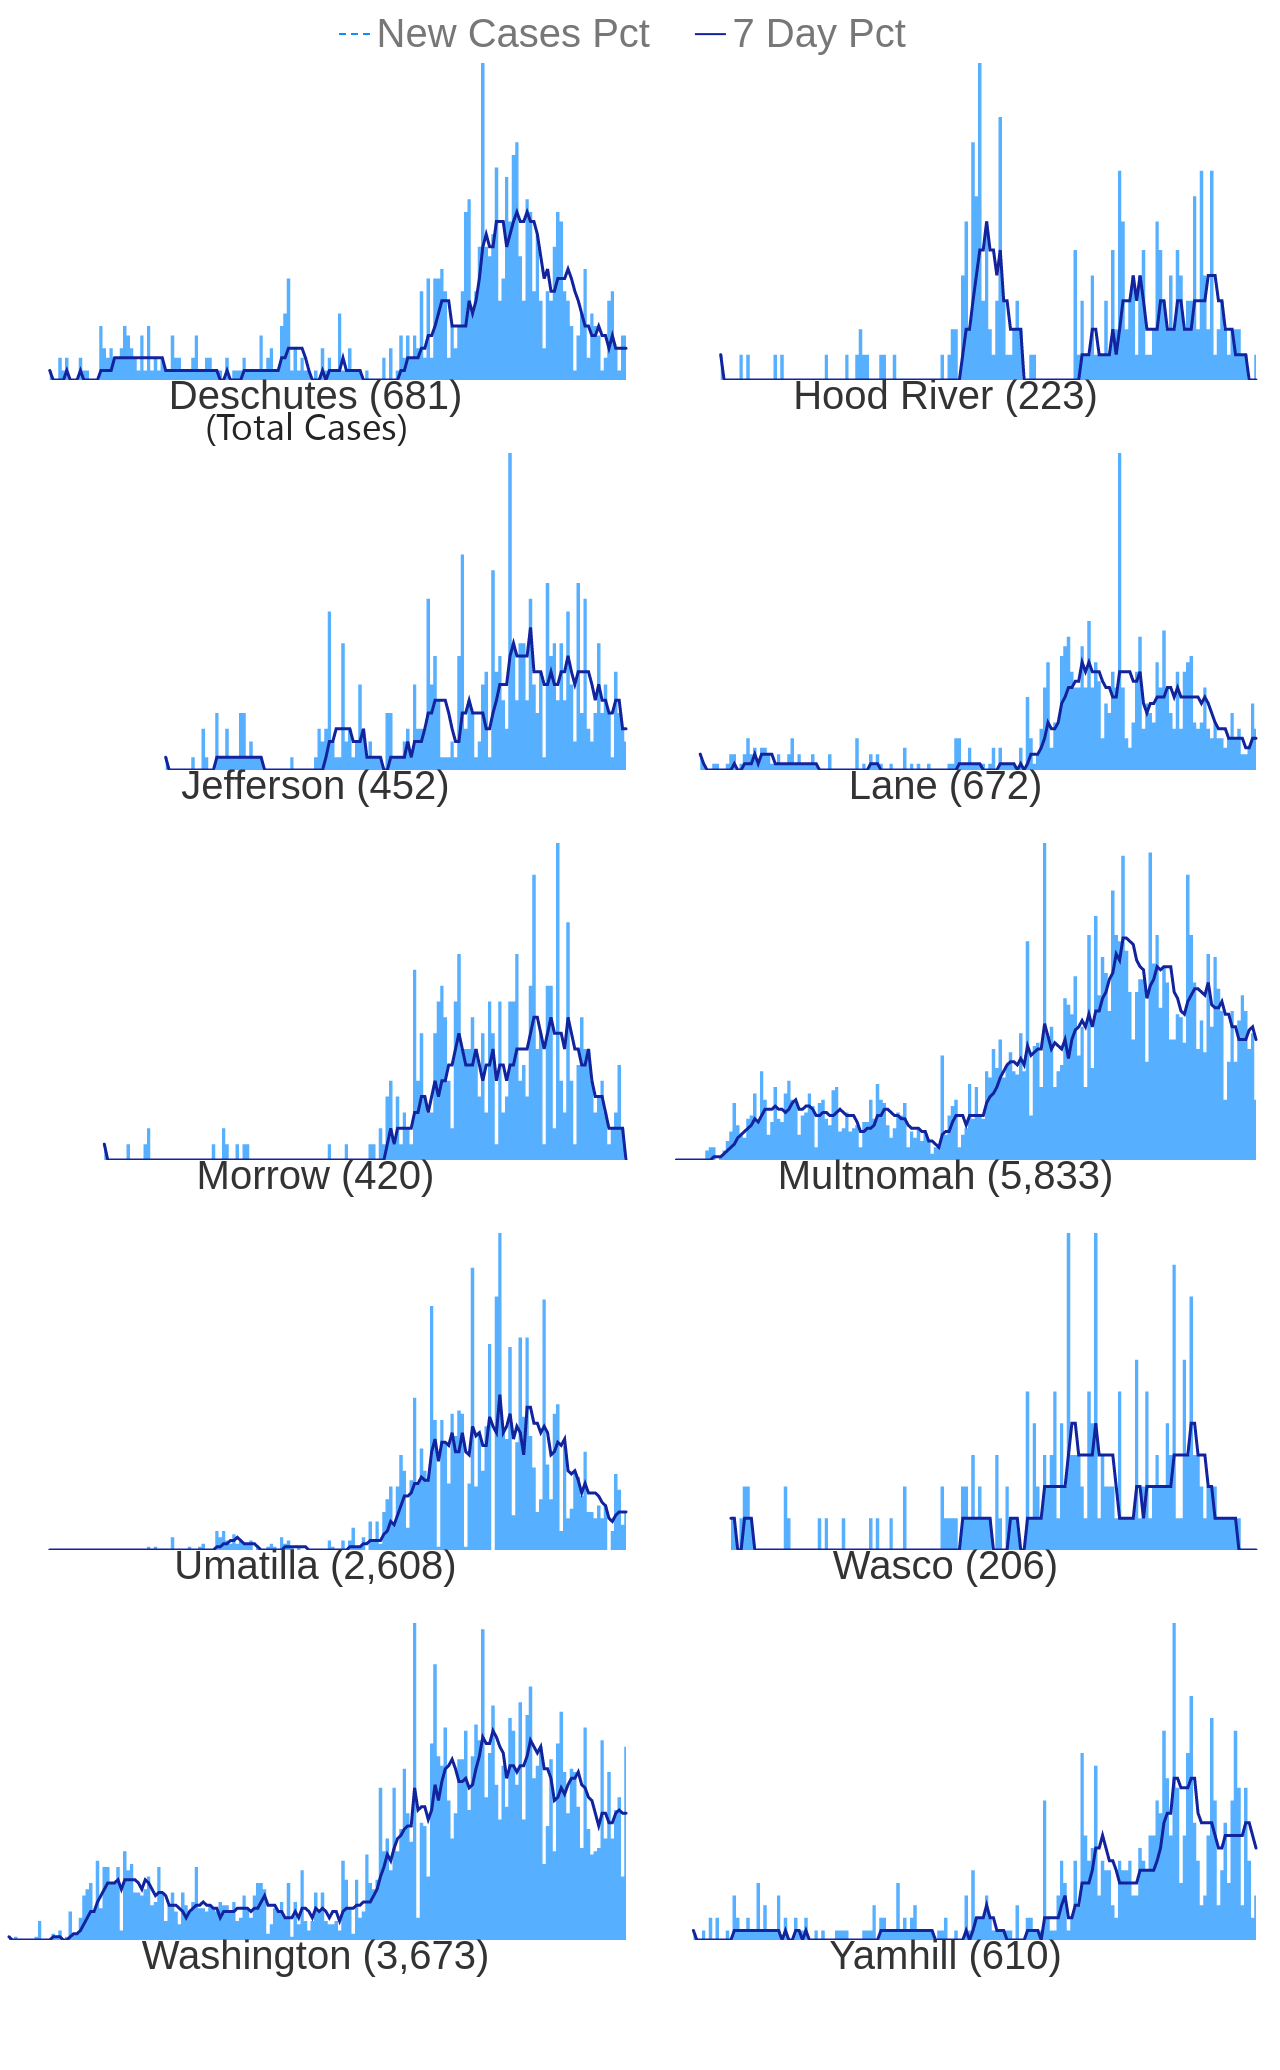 New Cases Pct 7 Day Pct
Deschutes (681) Hood River (223)
(Total Cases)
Jefferson (452) Lane (672)
Morrow (420) Multnomah (5,833)
Umatilla (2,608) Wasco (206)
Washington (3,673) Yamhill (610)